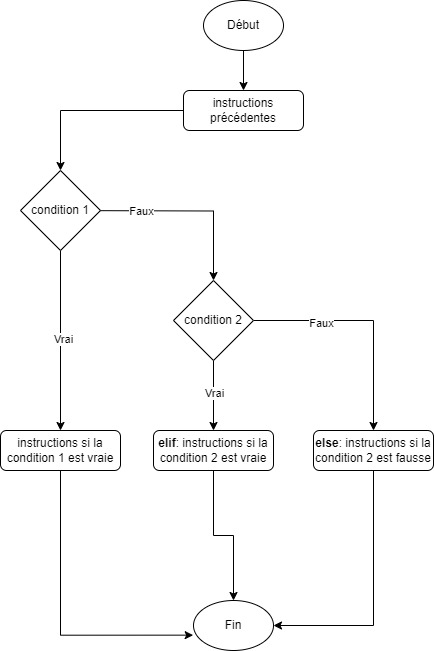 Début
instructions
précédentes
condition 1
Faux
condition 2
Faux
Vrai
Vrai
instructions si la
condition 1 est vraie
elif: instructions si la
condition 2 est vraie
else: instructions si la
condition 2 est fausse
Fin